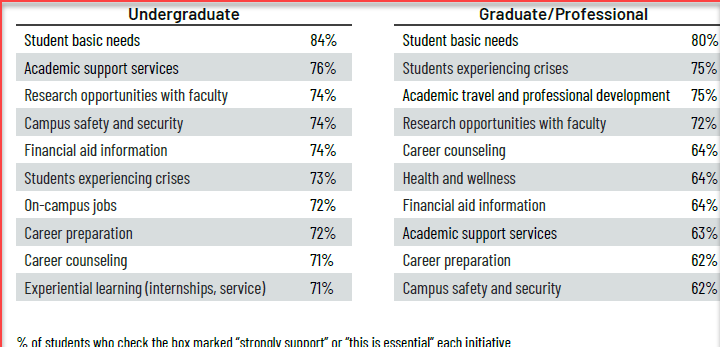 Undergraduate
Student basic needs 84%
Academic support services 76%
Research opportunities with faculty 74%
Campus safety and security 74%
Financial aid information 74%
Students experiencing crises 73%
On-campus jobs 72%
Career preparation 72%
Career counseling 71%
Experiential learning (internships, service) 71%
Graduate/Professional
Student basic needs 80%
Students experiencing crises 75%
Academic travel and professional development 75%
Research opportunities with faculty 72%
Career counseling 64%
Health and wellness 64%
Financial aid information 64%
Academic support services 63%
Career preparation 62%
Campus safety and security 62%
% of students who check the box marked “strongly support” or “this is essential” each initiative